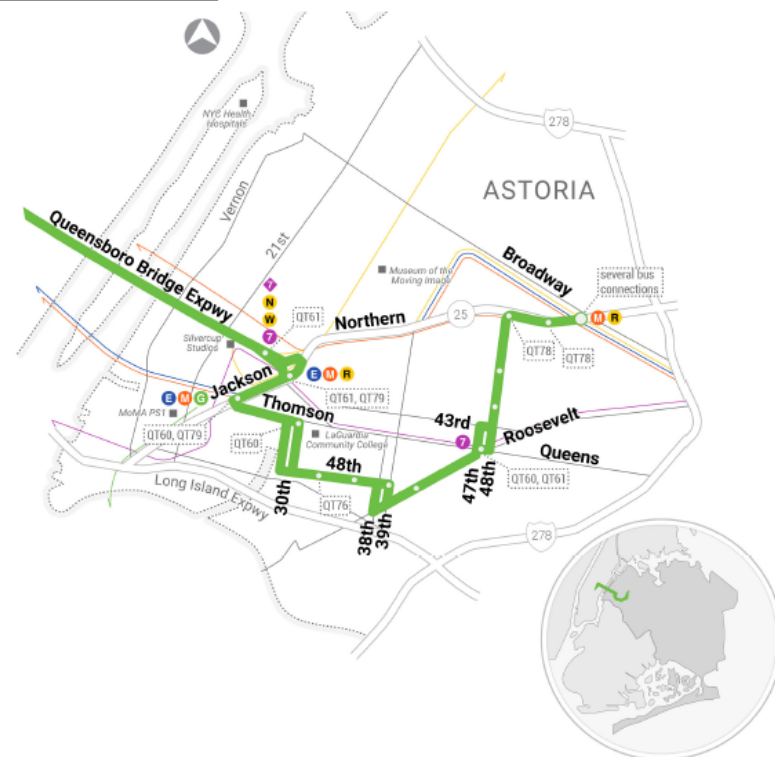 NYC Health
Hospitals
278
ASTORIA
Vernon
21st
Queensboro Bridge Expwy
Broadway
several bus
connections
Museum of the
Moving Image
7
N
W
7
QT61
Northern
25
M R
Silvercup
Studios
QT78
QT78
E M R
Jackson
E M G
QT61, QT79
MoMA PS1
Thomson
43rd
Roosevelt
QT60, QT79
QT60
LaGuardia
Community College
7
Queens
48th
47th
48th
QT60, QT61
Long Island Expwy
30th
QT76
38th
39th
278